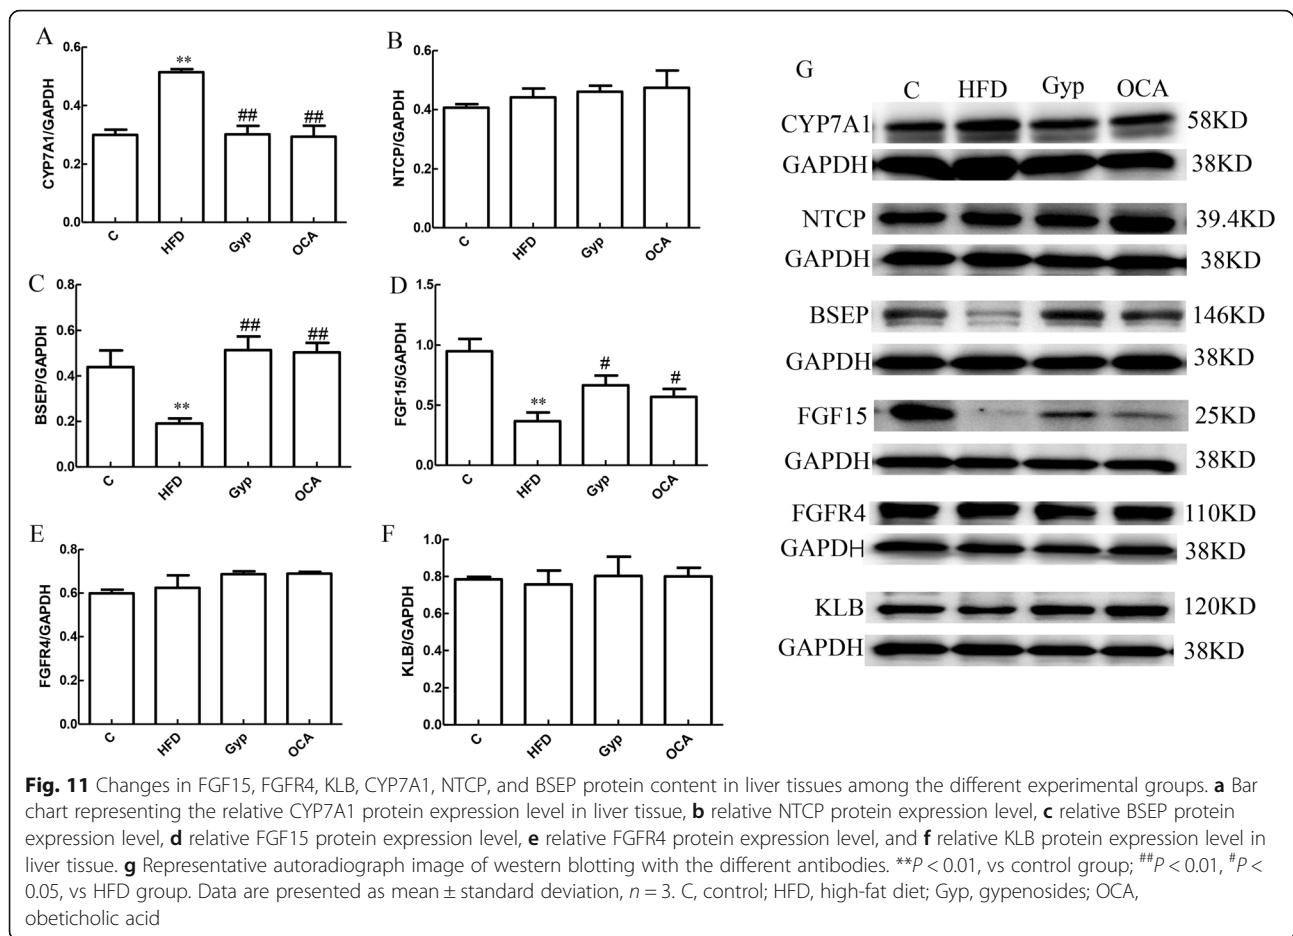 A
CYP7A1/GAPDH
0.6
0.4
0.2
0.0
**
##
##
C
HFD
Gyp
OCA
B
NTCP/GAPDH
0.6
0.4
0.2
0.0
C
HFD
Gyp
OCA
C
BSEP/GAPDH
0.8
0.6
0.4
0.2
0.0
**
##
##
C
HFD
Gyp
OCA
D
FGF15/GAPDH
1.5
1.0
0.5
0.0
**
#
#
C
HFD
Gyp
OCA
E
FGFR4/GAPDH
0.8
0.6
0.4
0.2
0.0
C
HFD
Gyp
OCA
F
KLB/GAPDH
1.0
0.8
0.6
0.4
0.2
0.0
C
HFD
Gyp
OCA
G
C HFD Gyp OCA
CYP7A1 58KD
GAPDH 38KD
NTCP 39.4KD
GAPDH 38KD
BSEP 146KD
GAPDH 38KD
FGF15 25KD
GAPDH 38KD
FGFR4 110KD
GAPDH 38KD
KLB 120KD
GAPDH 38KD
Fig. 11 Changes in FGF15, FGFR4, KLB, CYP7A1, NTCP, and BSEP protein content in liver tissues among the different experimental groups. a Bar
chart representing the relative CYP7A1 protein expression level in liver tissue, b relative NTCP protein expression level, c relative BSEP protein
expression level, d relative FGF15 protein expression level, e relative FGFR4 protein expression level, and f relative KLB protein expression level in
liver tissue. g Representative autoradiograph image of western blotting with the different antibodies. **P < 0.01, vs control group; ##P < 0.01, #P <
0.05, vs HFD group. Data are presented as mean ± standard deviation, n = 3. C, control; HFD, high-fat diet; Gyp, gypenosides; OCA,
obeticholic acid